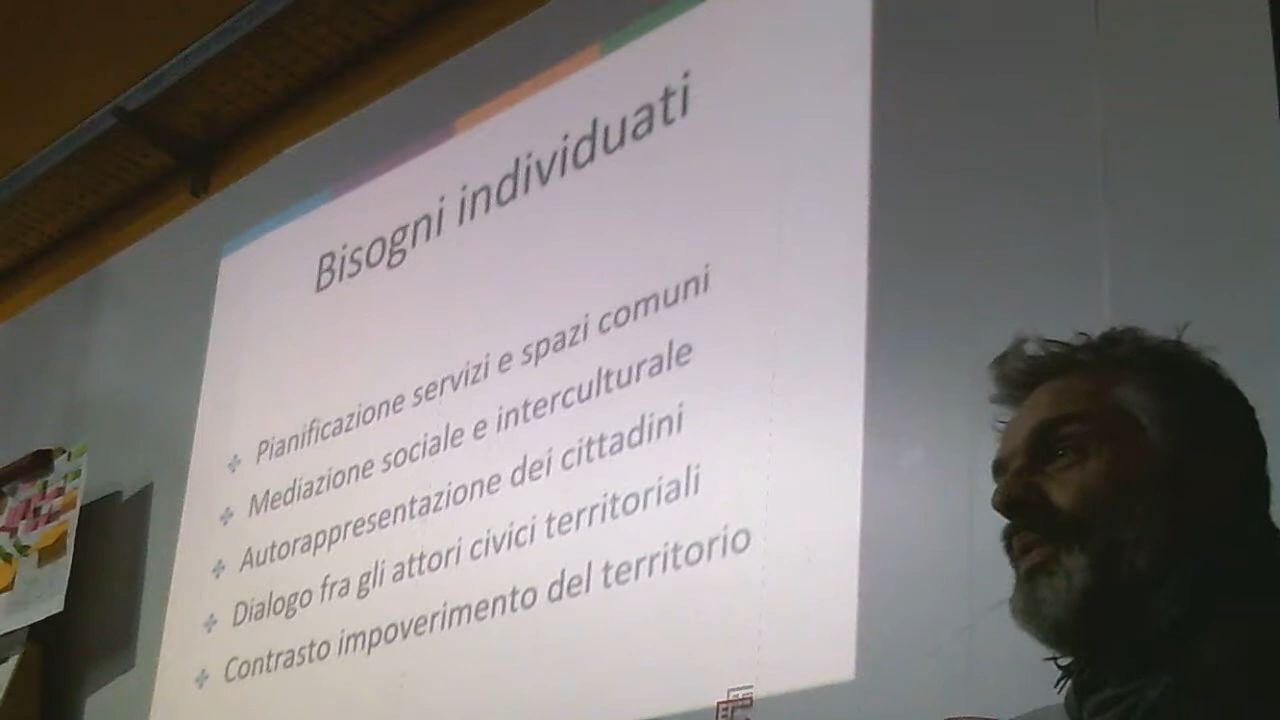 Bisogni individuati
Pianificazione servizi e spazi comuni
Mediazione sociale e interculturale
Autorappresentazione dei cittadini
Dialogo fra gli attori civici territoriali
Contrasto impoverimento del territorio